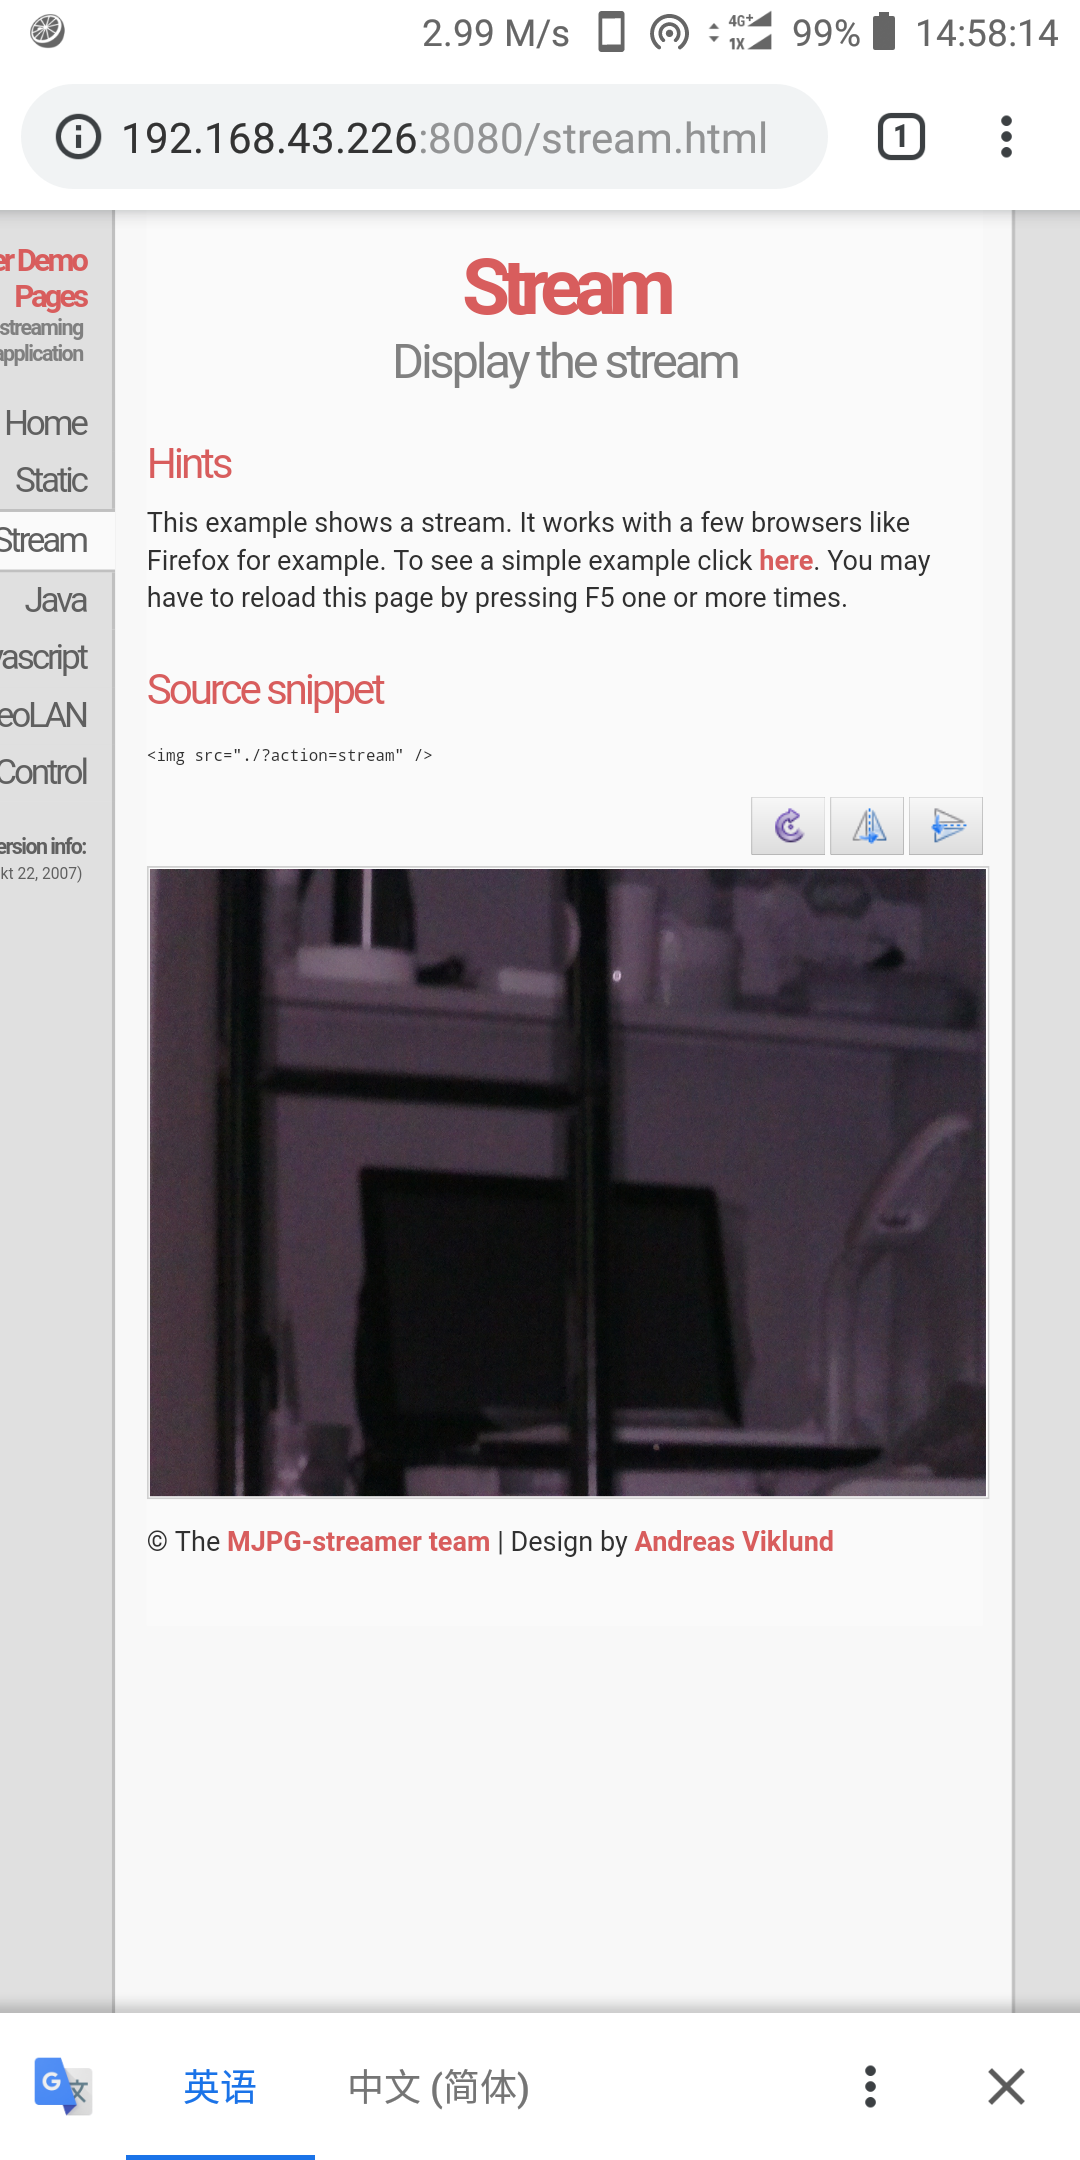 2.99 M/s 4G+ 1X 99% 14:58:14
192.168.43.226:8080/stream.html 1
er Demo
Pages
streaming
application
Home
Static
Stream
Java
vascript
eoLAN
Control
ersion info:
kt 22, 2007)
Stream
Display the stream
Hints
This example shows a stream. It works with a few browsers like
Firefox for example. To see a simple example click here. You may
have to reload this page by pressing F5 one or more times.
Source snippet
<img src="./?action=stream" />
© The MJPG-streamer team | Design by Andreas Viklund
G 文 英语 中文 (简体)